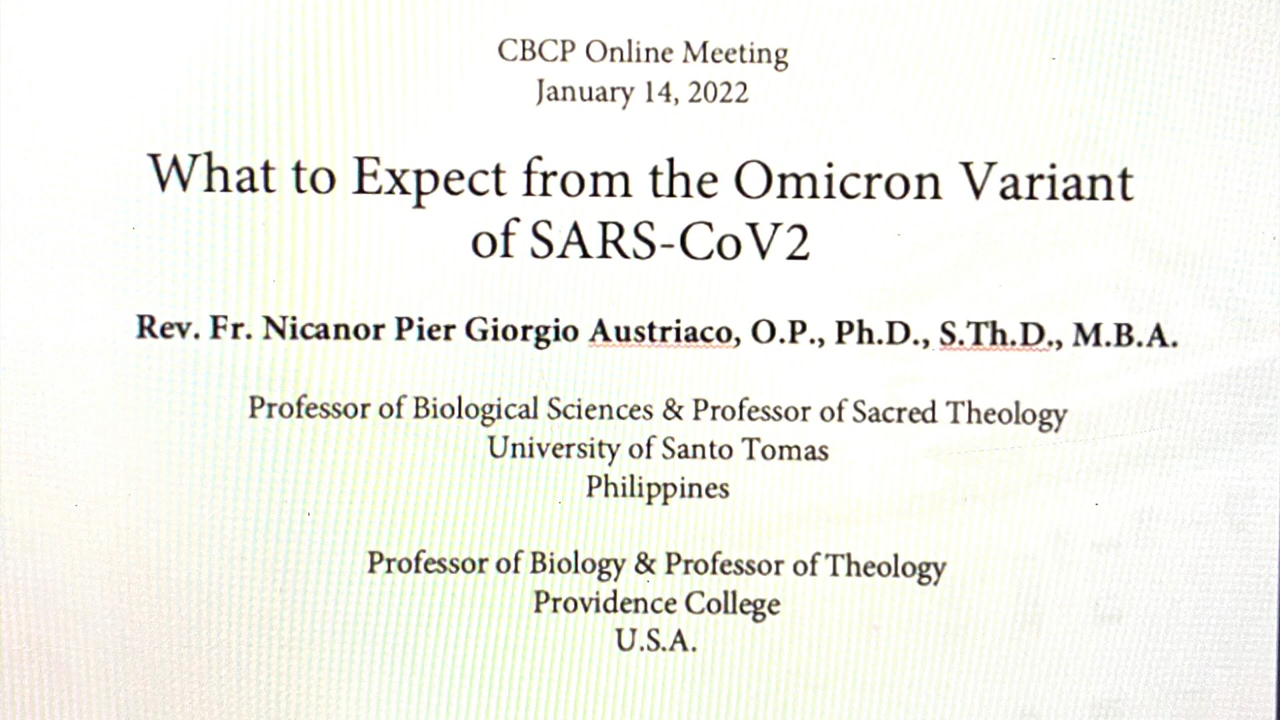 CBCP Online Meeting
January 14, 2022
What to Expect from the Omicron Variant
of SARS-CoV2
Rev. Fr. Nicanor Pier Giorgio Austriaco, O.P., Ph.D., S.Th.D., M.B.A.
Professor of Biological Sciences & Professor of Sacred Theology
University of Santo Tomas
Philippines
Professor of Biology & Professor of Theology
Providence College
U.S.A.